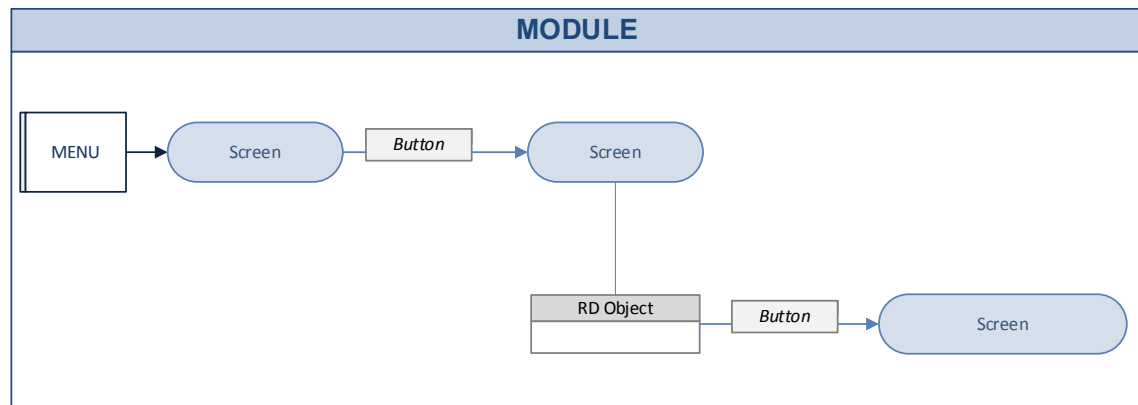 MODULE
MENU
Screen
Button
Screen
RD Object
Button
Screen